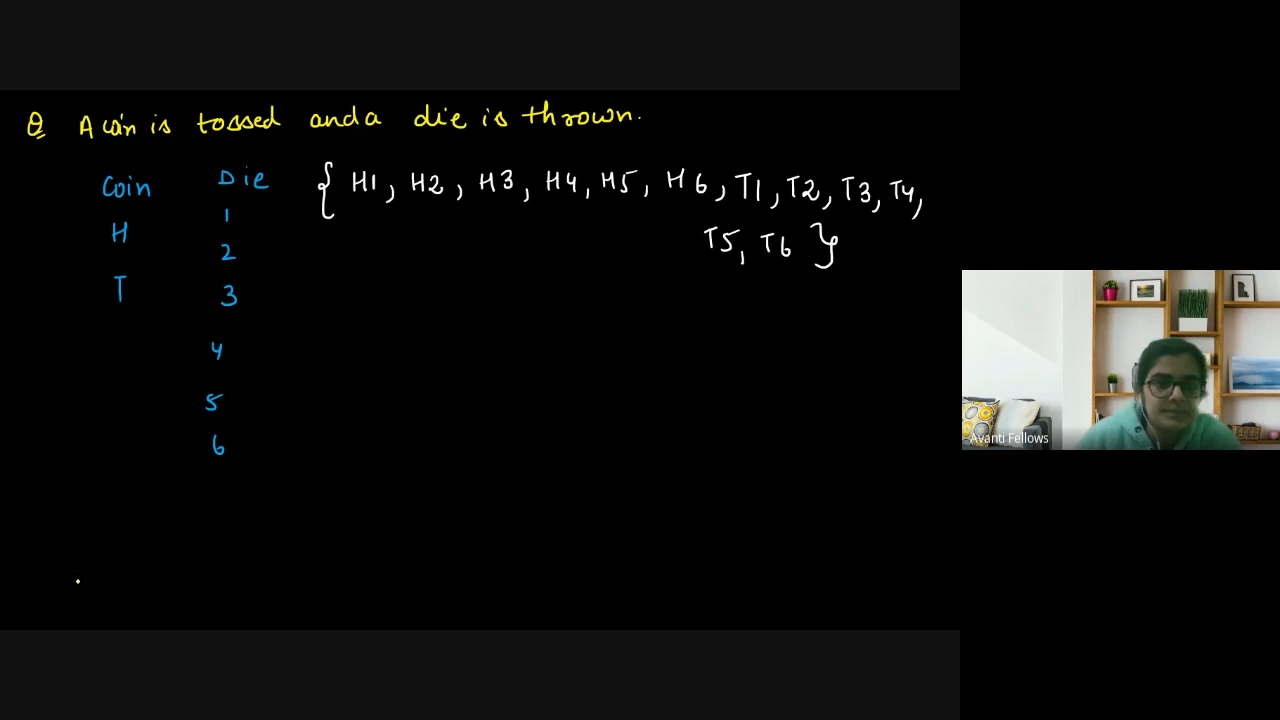 Q A coin is tossed and a die is thrown.
Coin Die { H1, H2, H3, H4, H5, H6, T1, T2, T3, T4,
H 1
T5, T6 }
2
T 3
4
5
6
Avanti Fellows